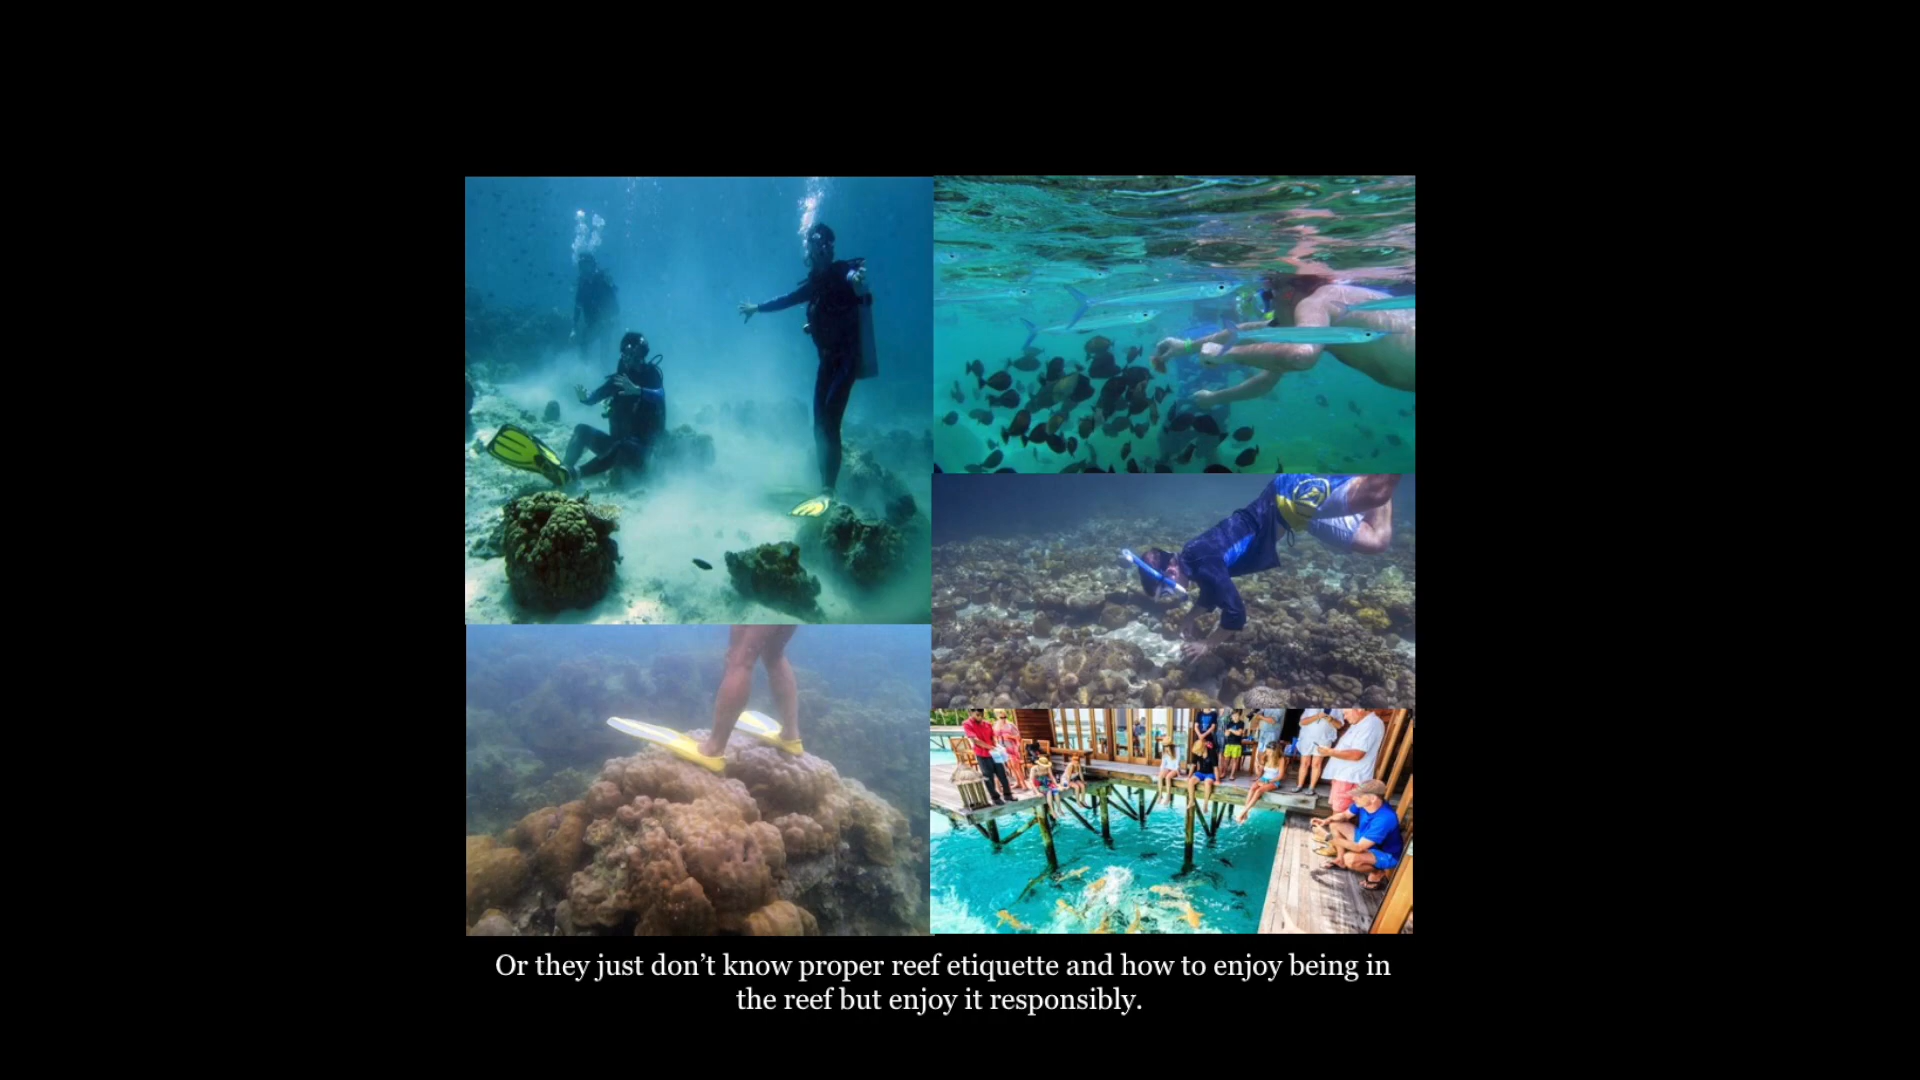 Or they just don’t know proper reef etiquette and how to enjoy being in
the reef but enjoy it responsibly.